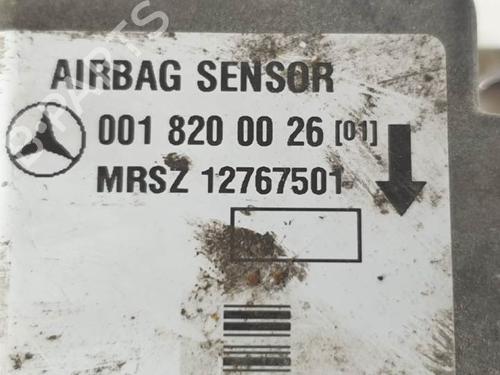 AIRBAG SENSOR
001 820 00 26 [01]
MRSZ 12767501